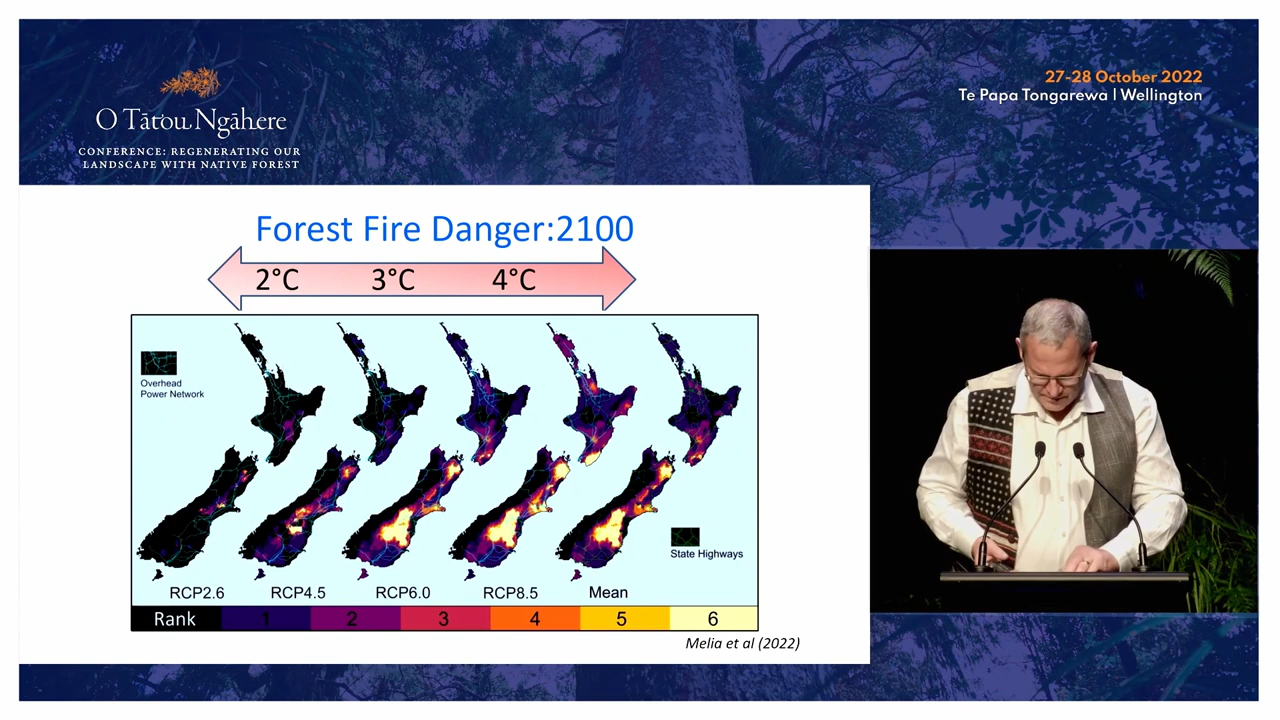 O Tātou Ngāhere
CONFERENCE: REGENERATING OUR
LANDSCAPE WITH NATIVE FOREST
27-28 October 2022
Te Papa Tongarewa | Wellington
Forest Fire Danger:2100
2°C 3°C 4°C
Overhead
Power Network
State Highways
RCP2.6 RCP4.5 RCP6.0 RCP8.5 Mean
Rank 1 2 3 4 5 6
Melia et al (2022)